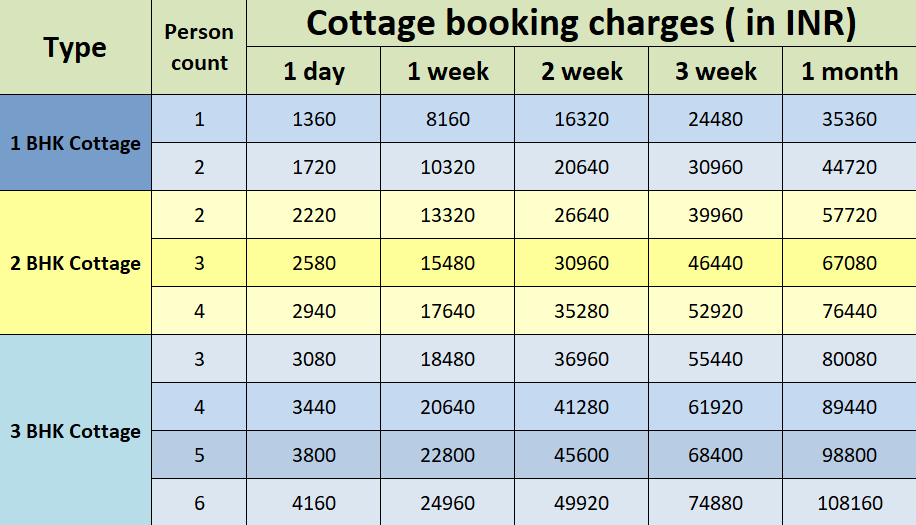 Type Person count Cottage booking charges ( in INR)
1 day 1 week 2 week 3 week 1 month
1 BHK Cottage 1 1360 8160 16320 24480 35360
2 1720 10320 20640 30960 44720
2 BHK Cottage 2 2220 13320 26640 39960 57720
3 2580 15480 30960 46440 67080
4 2940 17640 35280 52920 76440
3 BHK Cottage 3 3080 18480 36960 55440 80080
4 3440 20640 41280 61920 89440
5 3800 22800 45600 68400 98800
6 4160 24960 49920 74880 108160